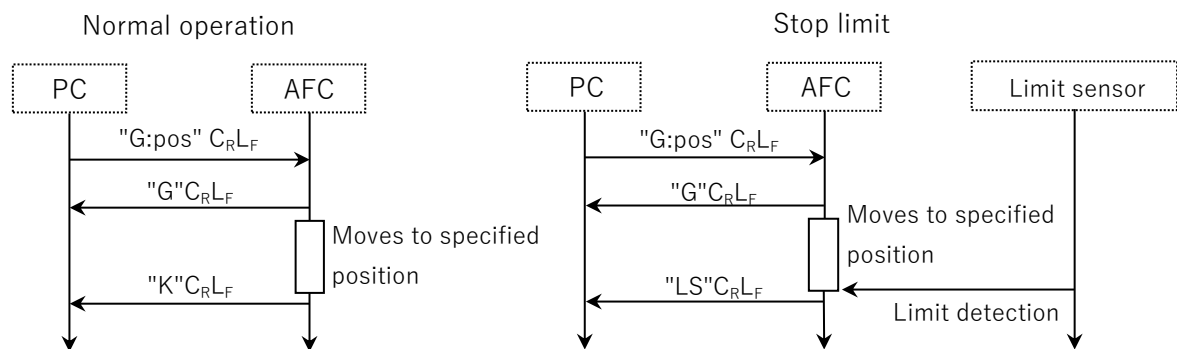 Normal operation
PC
AFC
"G:pos" CRLF
"G"CRLF
Moves to specified
position
"K"CRLF
Stop limit
PC
AFC
Limit sensor
"G:pos" CRLF
"G"CRLF
Moves to specified
position
"LS"CRLF
Limit detection